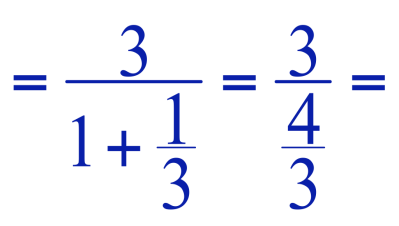 = 3/(1 + 1/3) = 3/(4/3) =